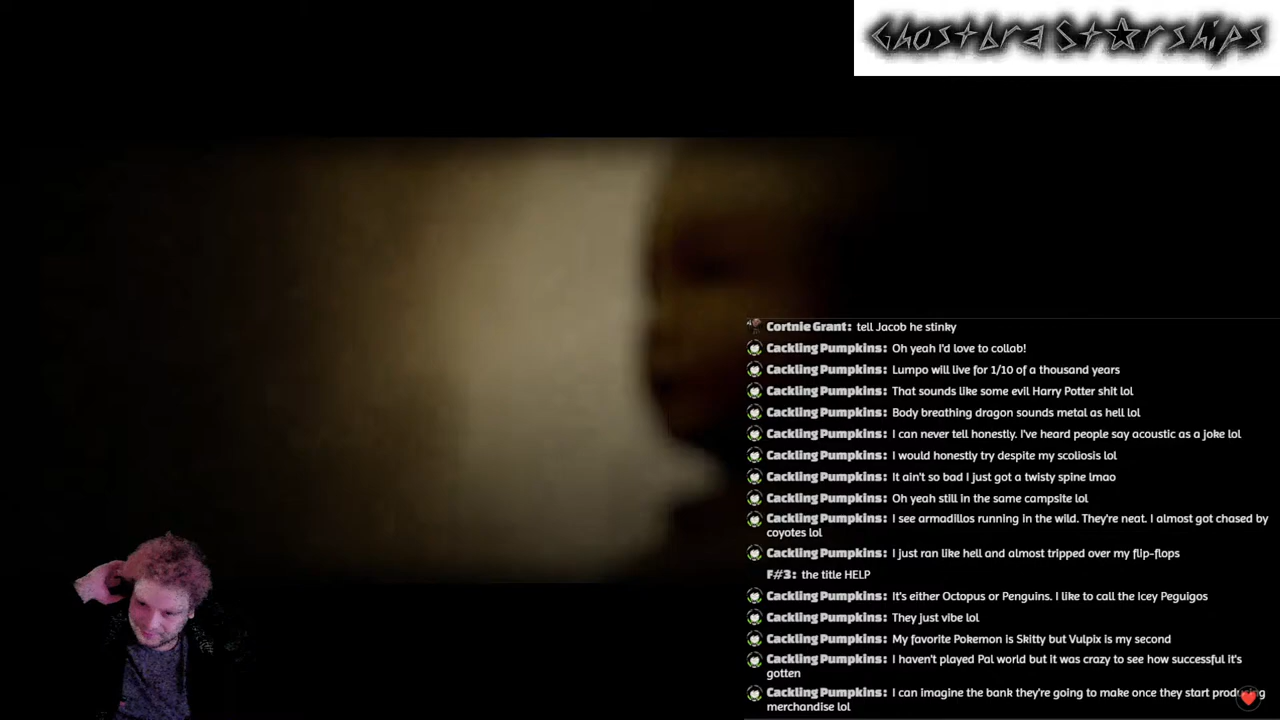 Ghostbra St☆rships
Cortnie Grant: tell Jacob he stinky
Cackling Pumpkins: Oh yeah I'd love to collab!
Cackling Pumpkins: Lumpo will live for 1/10 of a thousand years
Cackling Pumpkins: That sounds like some evil Harry Potter shit lol
Cackling Pumpkins: Body breathing dragon sounds metal as hell lol
Cackling Pumpkins: I can never tell honestly. I've heard people say acoustic as a joke lol
Cackling Pumpkins: I would honestly try despite my scoliosis lol
Cackling Pumpkins: It ain't so bad i just got a twisty spine lmao
Cackling Pumpkins: Oh yeah still in the same campsite lol
Cackling Pumpkins: I see armadillos running in the wild. They're neat. I almost got chased by
coyotes lol
Cackling Pumpkins: I just ran like hell and almost tripped over my flip-flops
F#3: the title HELP
Cackling Pumpkins: It's either Octopus or Penguins. I like to call the Icey Peguigos
Cackling Pumpkins: They just vibe lol
Cackling Pumpkins: My favorite Pokemon is Skitty but Vulpix is my second
Cackling Pumpkins: I haven't played Pal world but it was crazy to see how successful it's
gotten
Cackling Pumpkins: I can imagine the bank they're going to make once they start producing
merchandise lol